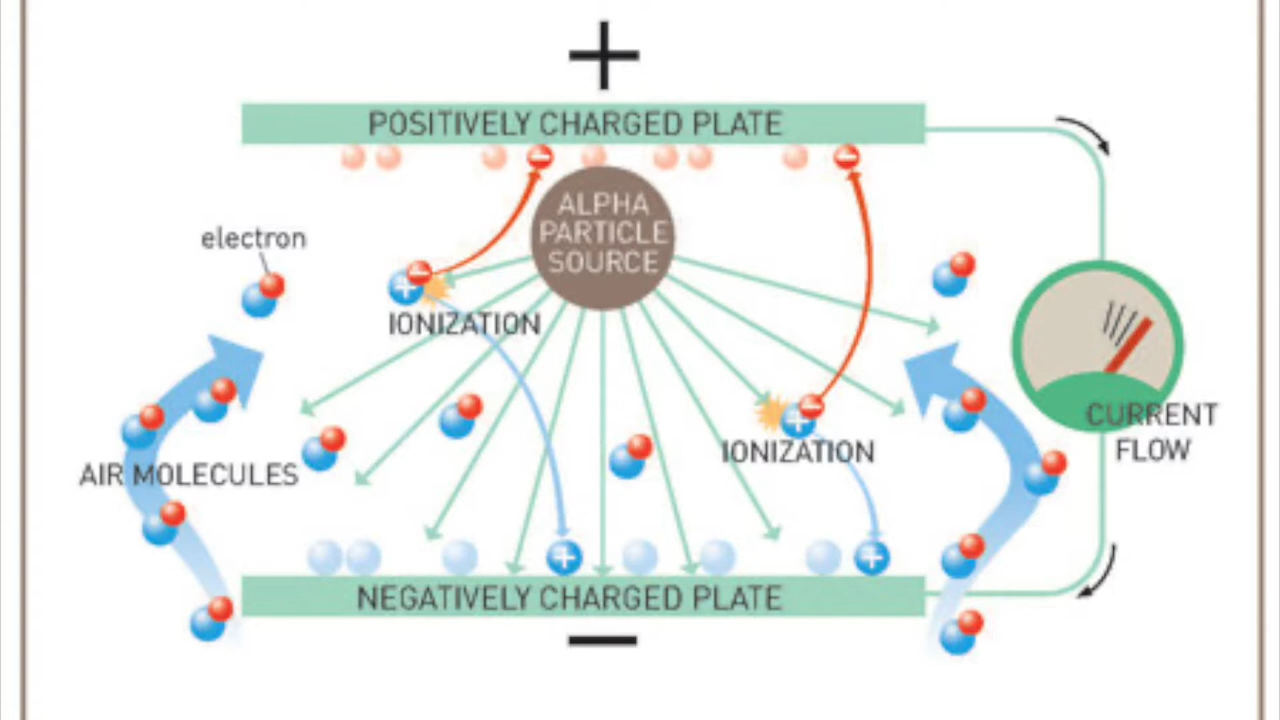 +
POSITIVELY CHARGED PLATE
ALPHA
PARTICLE
SOURCE
electron
IONIZATION
CURRENT
FLOW
IONIZATION
AIR MOLECULES
NEGATIVELY CHARGED PLATE
−